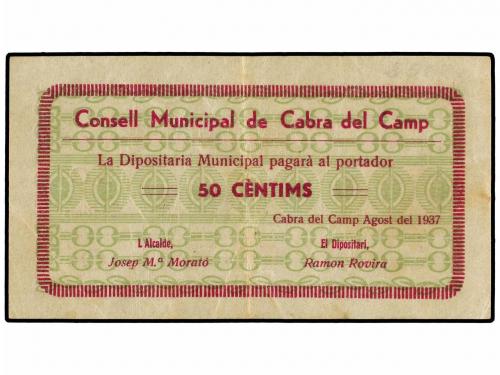 Consell Municipal de Cabra del Camp
La Dipositaria Municipal pagarà al portador
50 CÈNTIMS
Cabra del Camp Agost del 1937
L Alcalde, El Dipositari,
Josep M.ª Morató Ramon Rovira